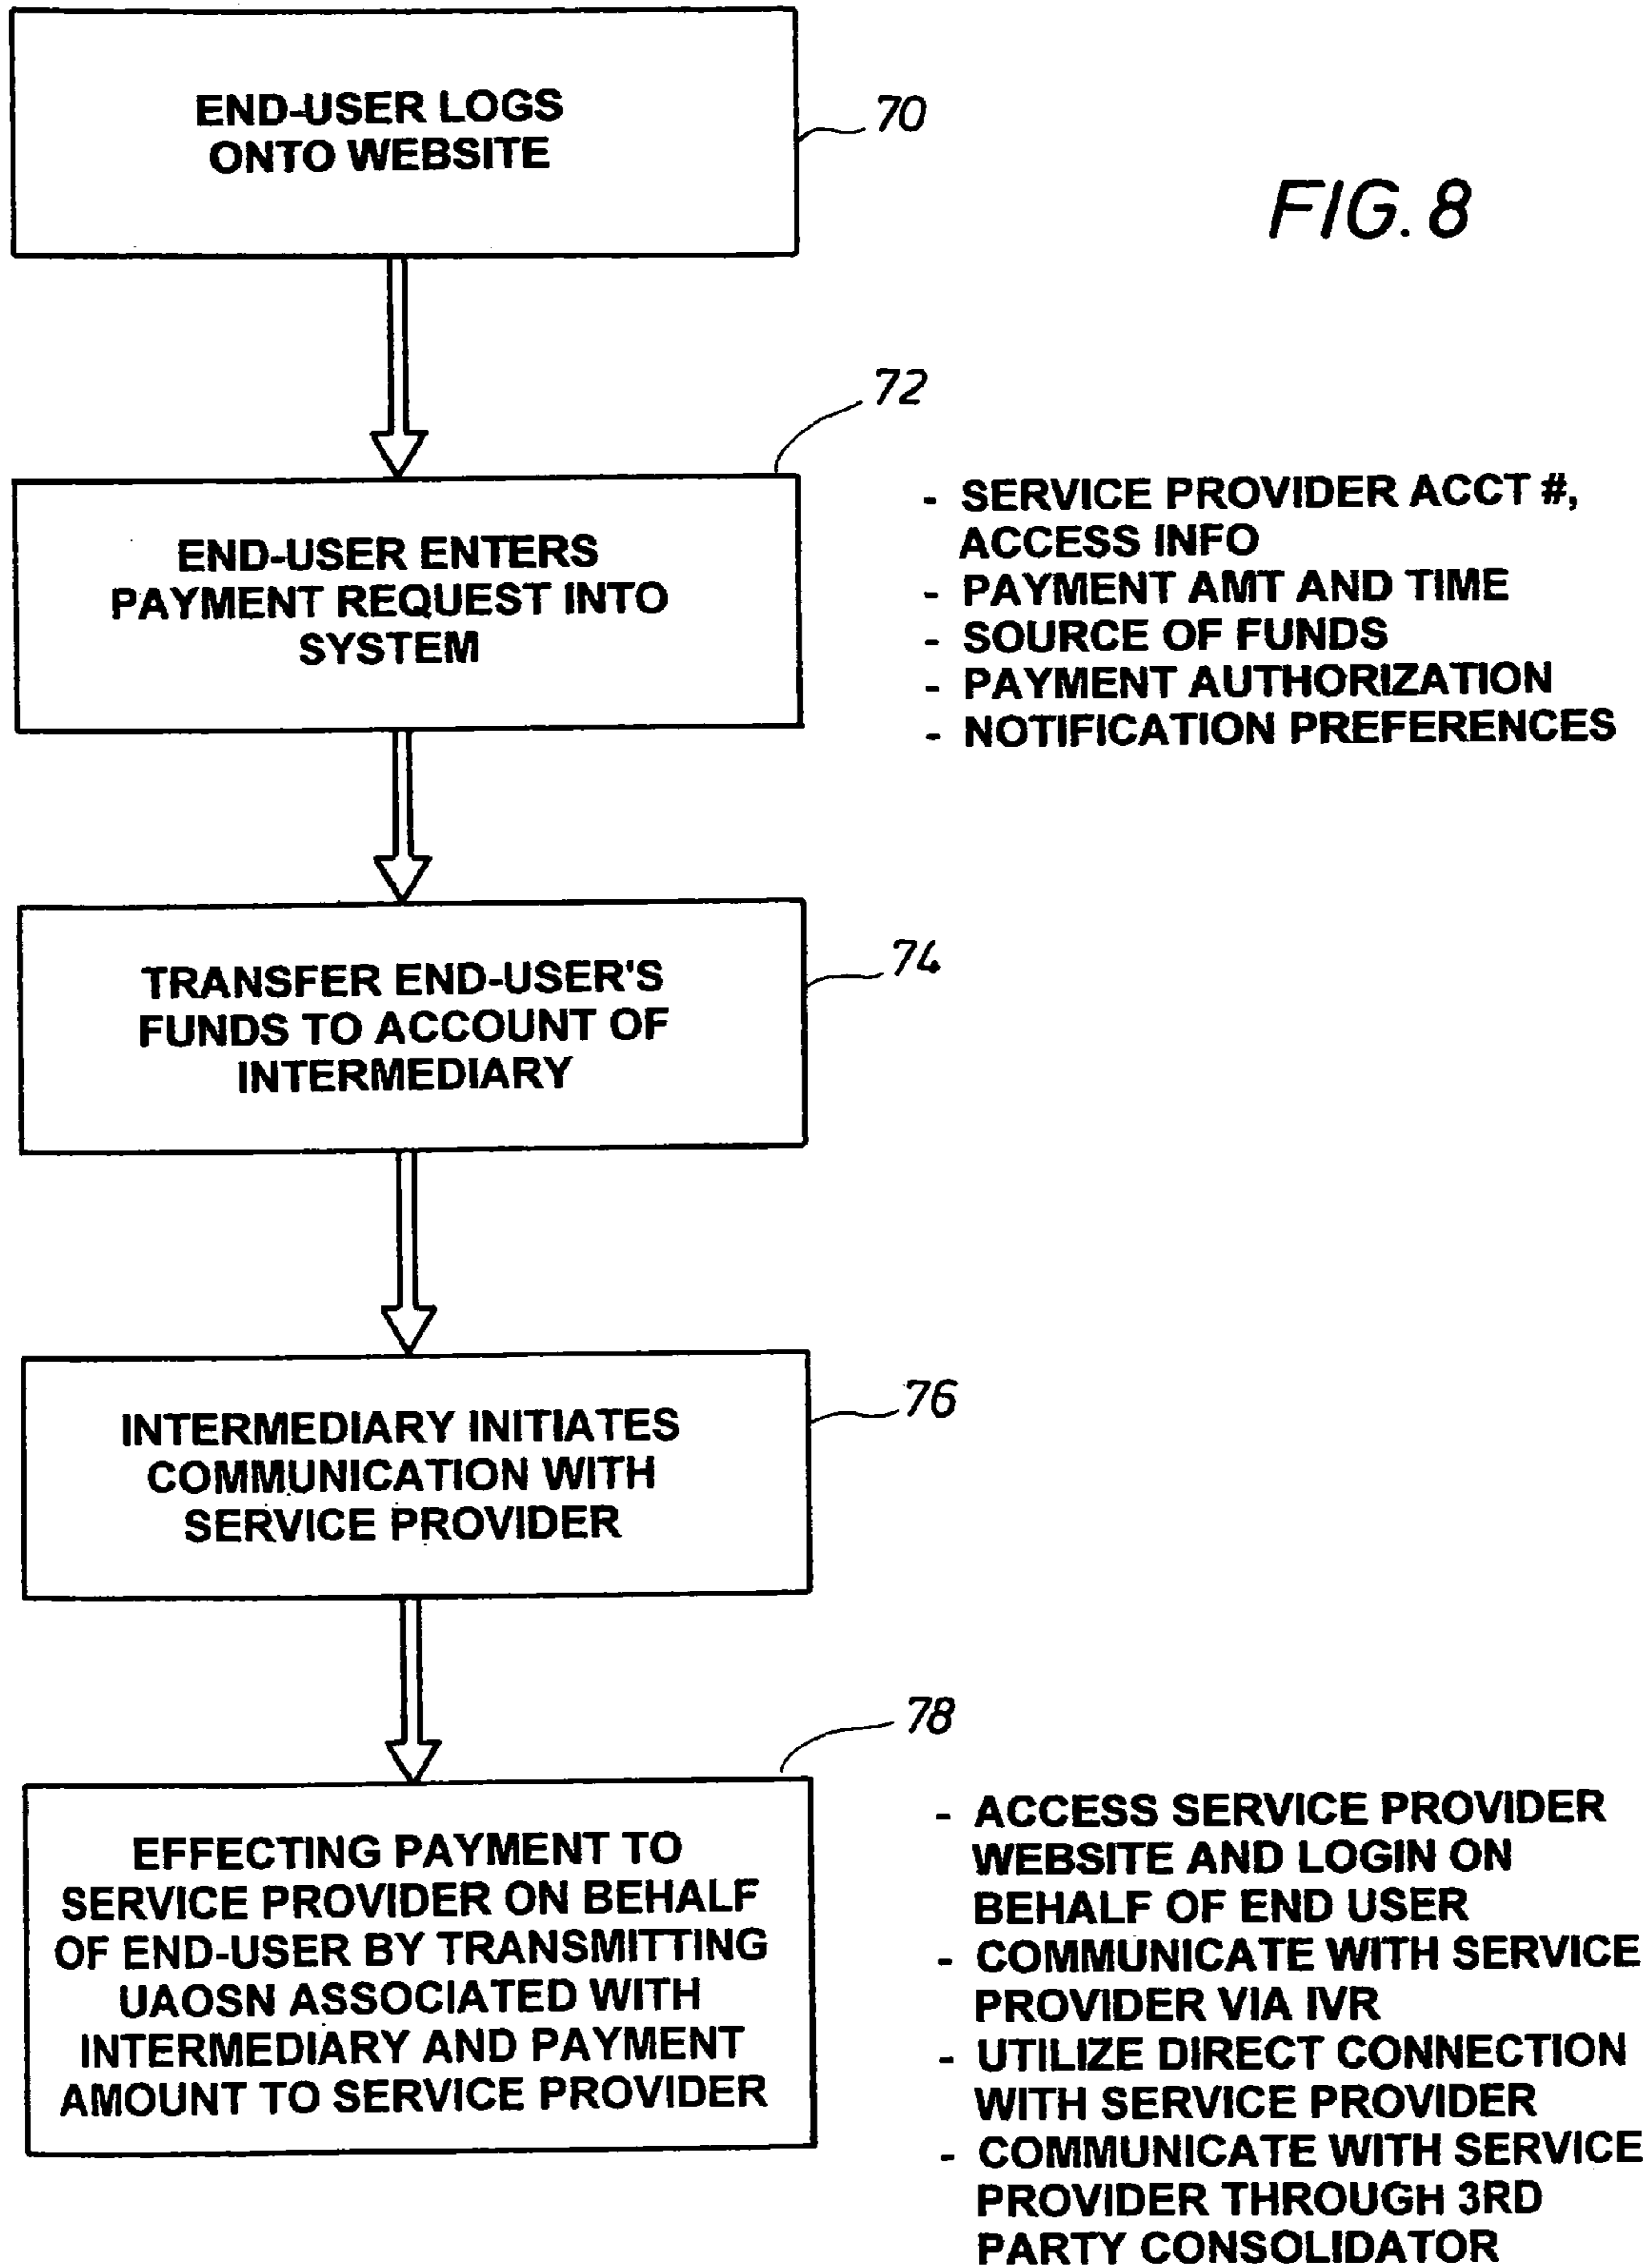 END-USER LOGS
ONTO WEBSITE
70
FIG. 8
72
END-USER ENTERS
PAYMENT REQUEST INTO
SYSTEM
- SERVICE PROVIDER ACCT #,
ACCESS INFO
- PAYMENT AMT AND TIME
- SOURCE OF FUNDS
- PAYMENT AUTHORIZATION
- NOTIFICATION PREFERENCES
TRANSFER END-USER'S
FUNDS TO ACCOUNT OF
INTERMEDIARY
74
INTERMEDIARY INITIATES
COMMUNICATION WITH
SERVICE PROVIDER
76
78
EFFECTING PAYMENT TO
SERVICE PROVIDER ON BEHALF
OF END-USER BY TRANSMITTING
UAOSN ASSOCIATED WITH
INTERMEDIARY AND PAYMENT
AMOUNT TO SERVICE PROVIDER
- ACCESS SERVICE PROVIDER
WEBSITE AND LOGIN ON
BEHALF OF END USER
- COMMUNICATE WITH SERVICE
PROVIDER VIA IVR
- UTILIZE DIRECT CONNECTION
WITH SERVICE PROVIDER
- COMMUNICATE WITH SERVICE
PROVIDER THROUGH 3RD
PARTY CONSOLIDATOR